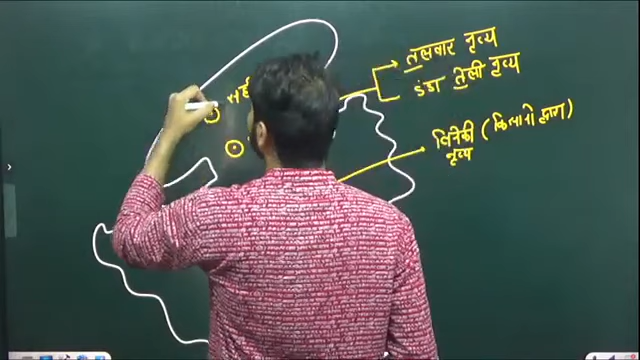 तलवार नृत्य
डंडा तेली नृत्य
(किसानो द्वारा)
नृत्य